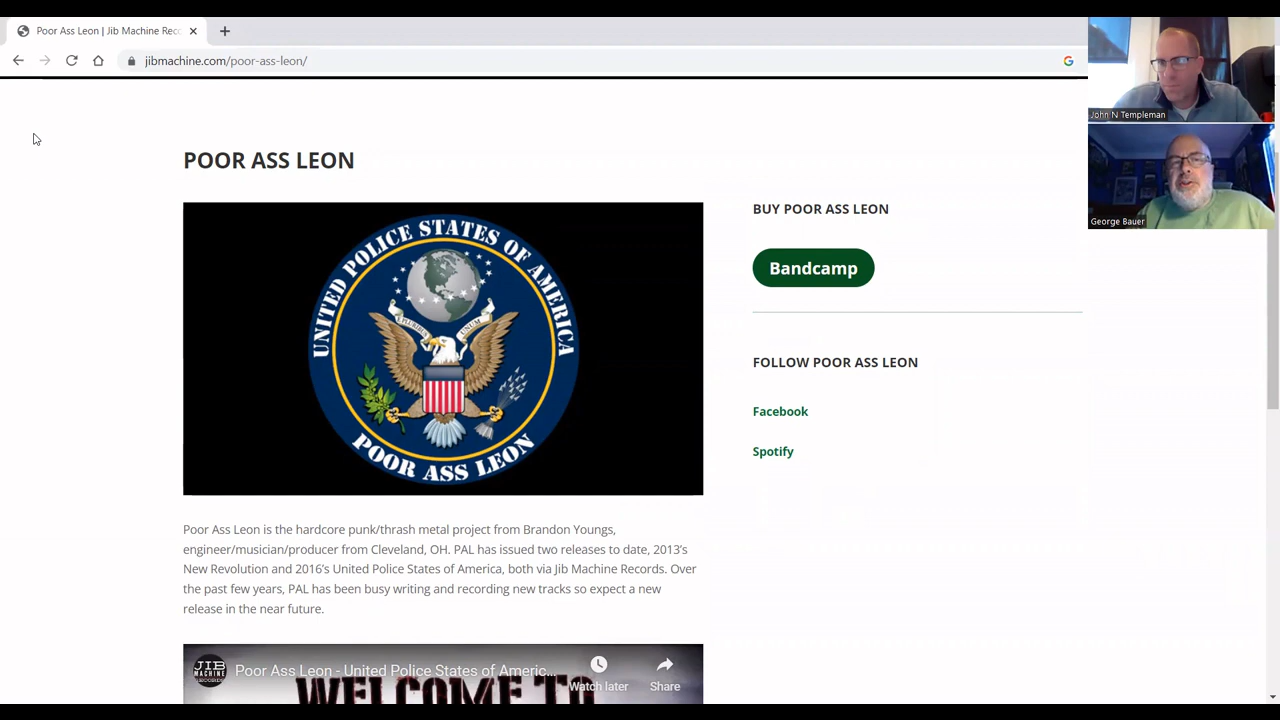 Poor Ass Leon | Jib Machine Rec
jibmachine.com/poor-ass-leon/
John N Templeman
George Bauer
POOR ASS LEON
UNITED POLICE STATES OF AMERICA
E PLURIBUS UNUM
POOR ASS LEON
BUY POOR ASS LEON
Bandcamp
FOLLOW POOR ASS LEON
Facebook
Spotify
Poor Ass Leon is the hardcore punk/thrash metal project from Brandon Youngs,
engineer/musician/producer from Cleveland, OH. PAL has issued two releases to date, 2013’s
New Revolution and 2016’s United Police States of America, both via Jib Machine Records. Over
the past few years, PAL has been busy writing and recording new tracks so expect a new
release in the near future.
JIB
MACHINE
RECORDS
Poor Ass Leon - United Police States of Americ...
Watch later
Share
WELCOME TO